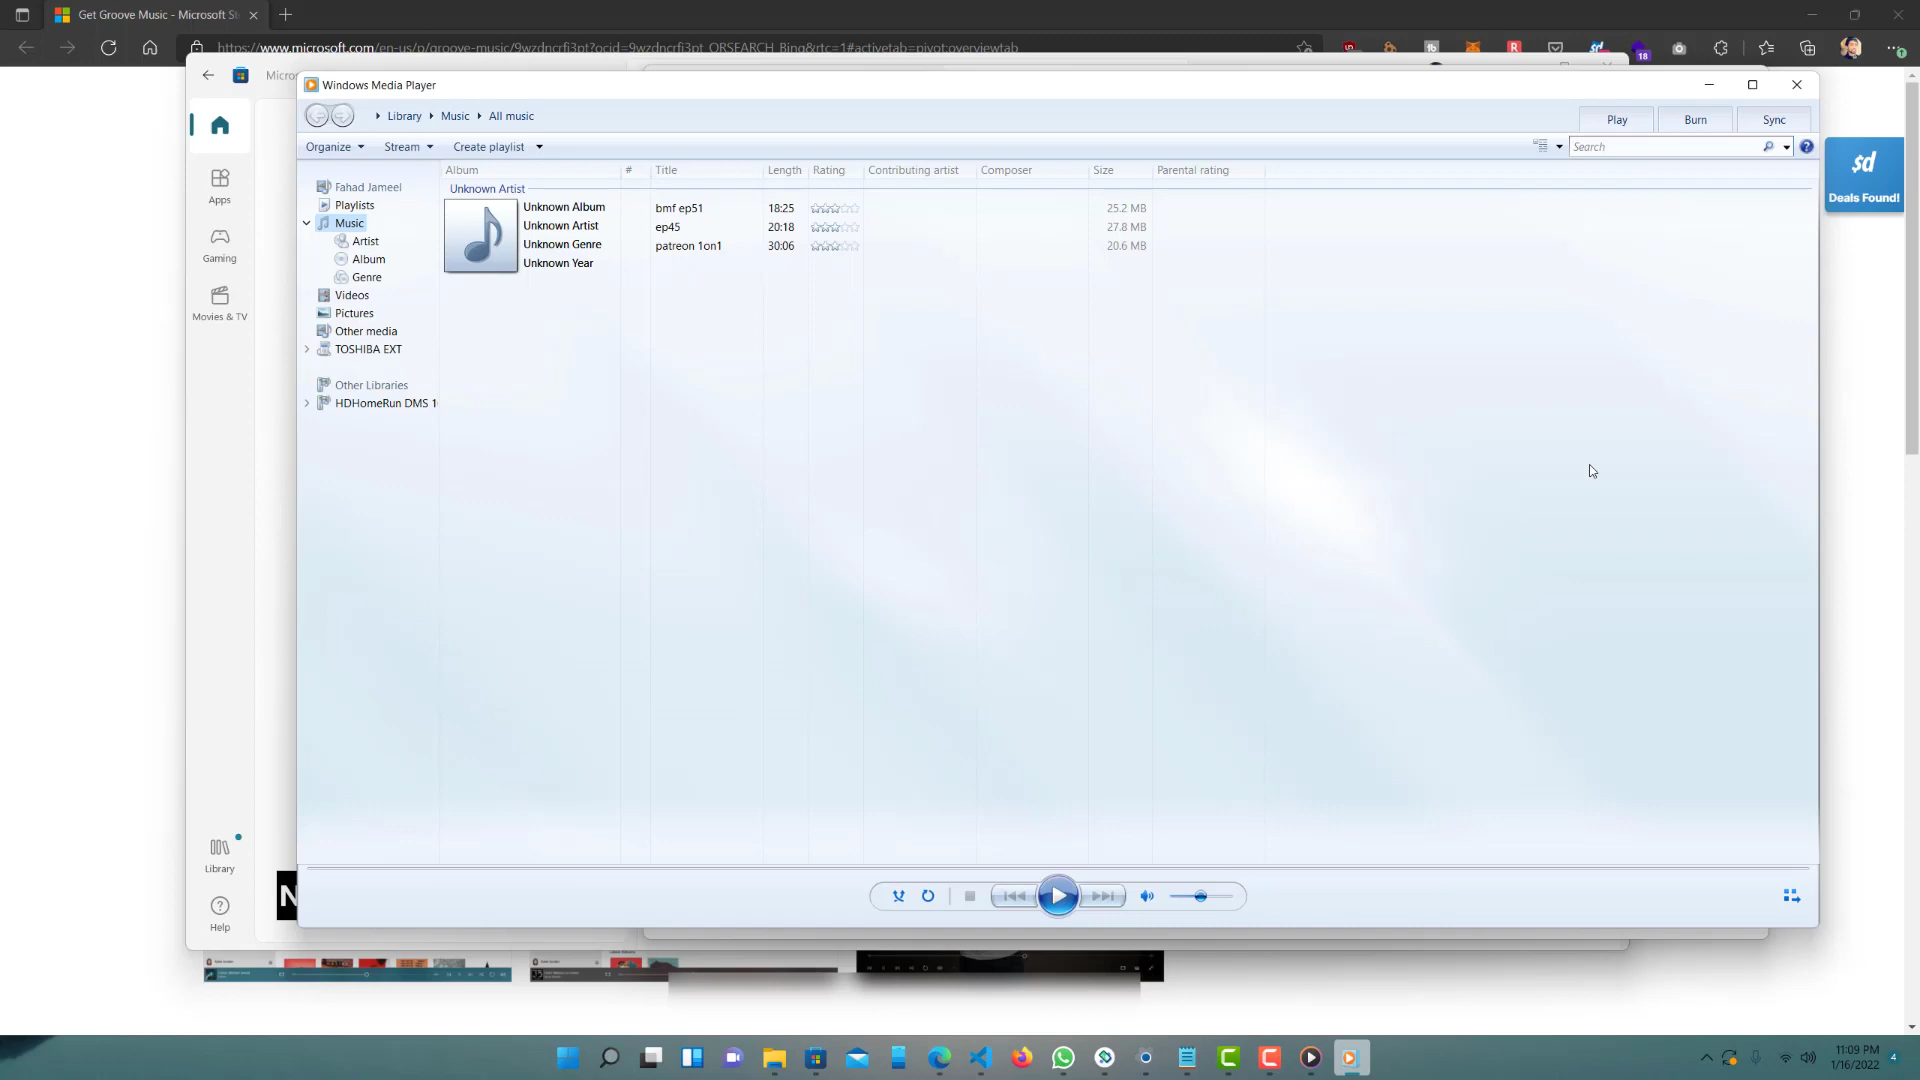 Get Groove Music - Microsoft St
https://www.microsoft.com/en-us/p/groove-music/9wzdncrfj3pt?ocid=9wzdncrfj3pt_ORSEARCH_Bing&rtc=1#activetab=pivot:overviewtab
18
Micros
Windows Media Player
Library
Music
All music
Play
Burn
Sync
Organize
Stream
Create playlist
Search
$d
Deals Found!
Album
#
Title
Length
Rating
Contributing artist
Composer
Size
Parental rating
Unknown Artist
Unknown Album
bmf ep51
18:25
25.2 MB
Unknown Artist
ep45
20:18
27.8 MB
Unknown Genre
patreon 1on1
30:06
20.6 MB
Unknown Year
Fahad Jameel
Playlists
Music
Artist
Album
Genre
Videos
Pictures
Other media
TOSHIBA EXT
Other Libraries
HDHomeRun DMS 1
Apps
Gaming
Movies & TV
Library
Help
N
11:09 PM
1/16/2022
4